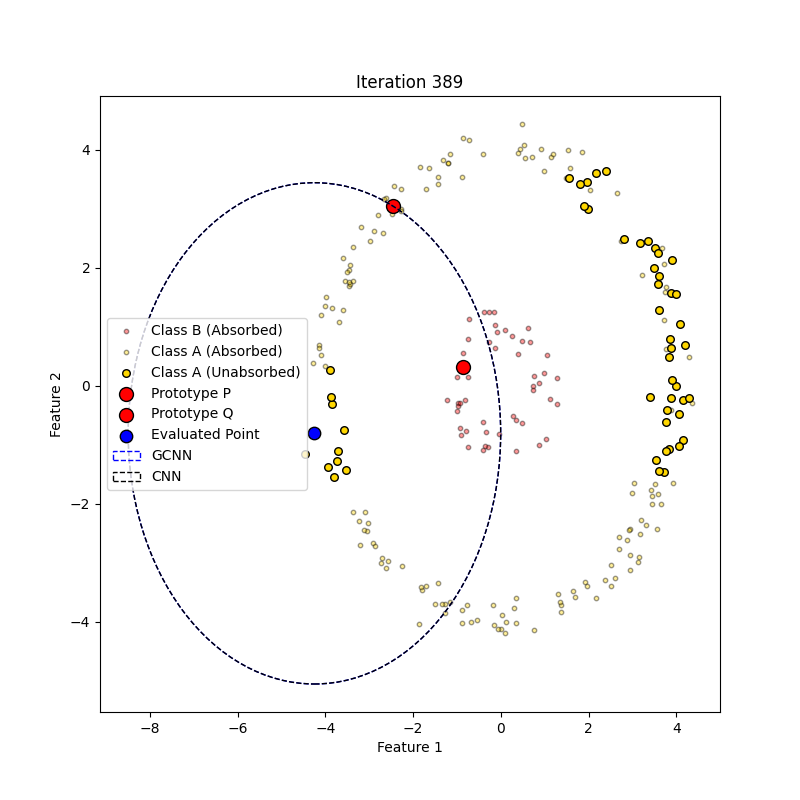 Iteration 389
Feature 2
4
2
0
−2
−4
Class B (Absorbed)
Class A (Absorbed)
Class A (Unabsorbed)
Prototype P
Prototype Q
Evaluated Point
GCNN
CNN
−8 −6 −4 −2 0 2 4
Feature 1